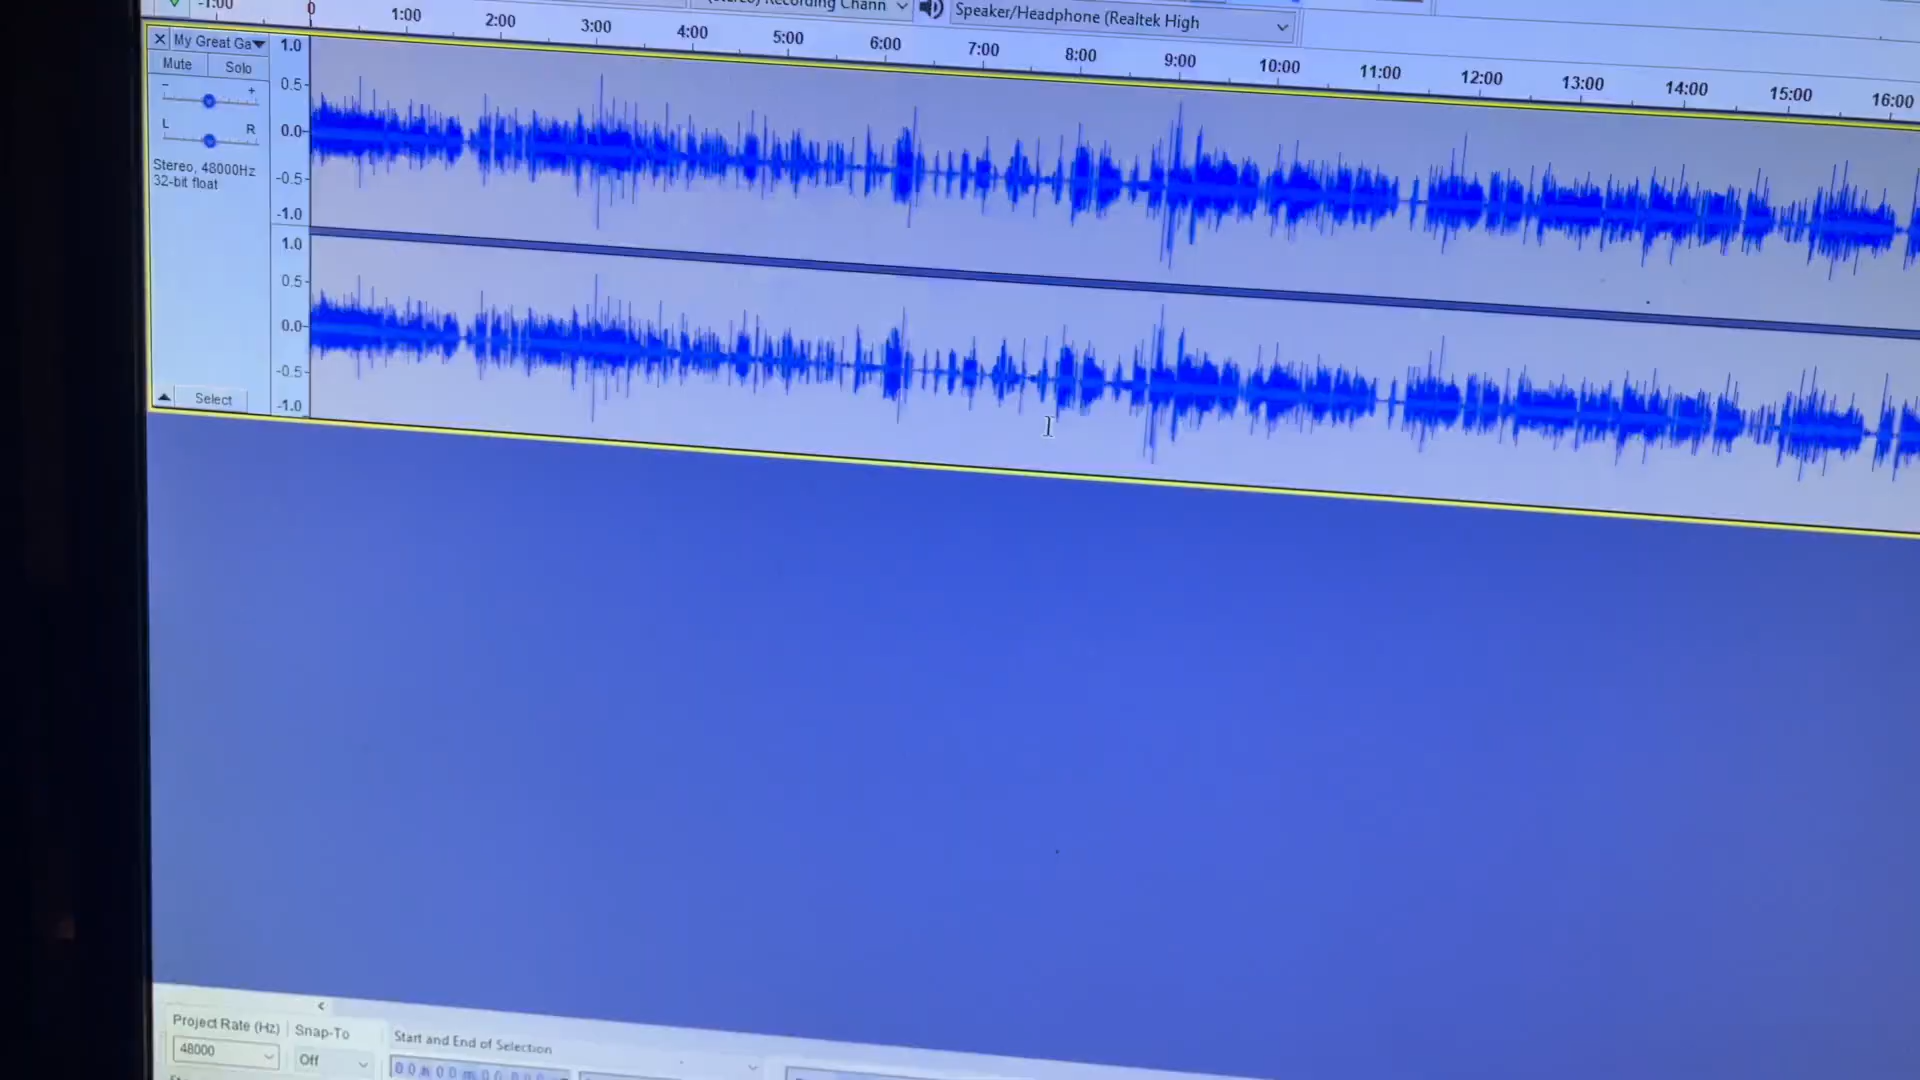 -1:00 0 1:00 2:00 3:00 4:00 5:00 6:00 7:00 8:00 9:00 10:00 11:00 12:00 13:00 14:00 15:00 16:00
(Stereo) Recording Chann
Speaker/Headphone (Realtek High
My Great Ga
Mute Solo
- +
L R
Stereo, 48000Hz
32-bit float
Select
1.0
0.5
0.0
-0.5
-1.0
1.0
0.5
0.0
-0.5
-1.0
Project Rate (Hz) Snap-To Start and End of Selection
48000 Off